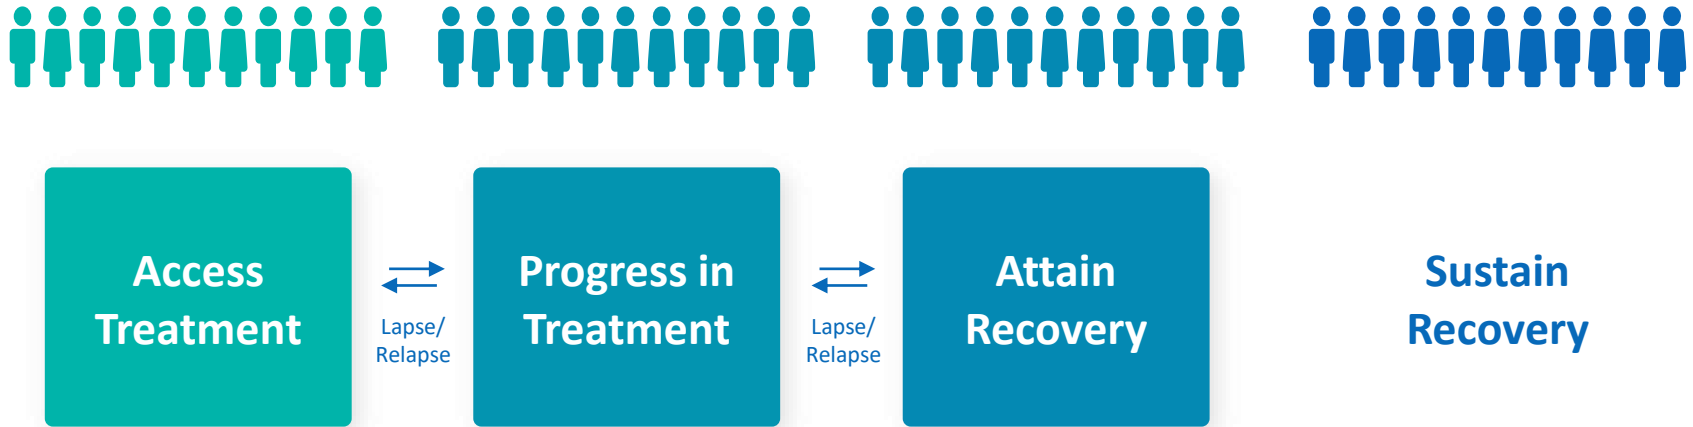 Access
Treatment
Lapse/
Relapse
Progress in
Treatment
Lapse/
Relapse
Attain
Recovery
Sustain
Recovery